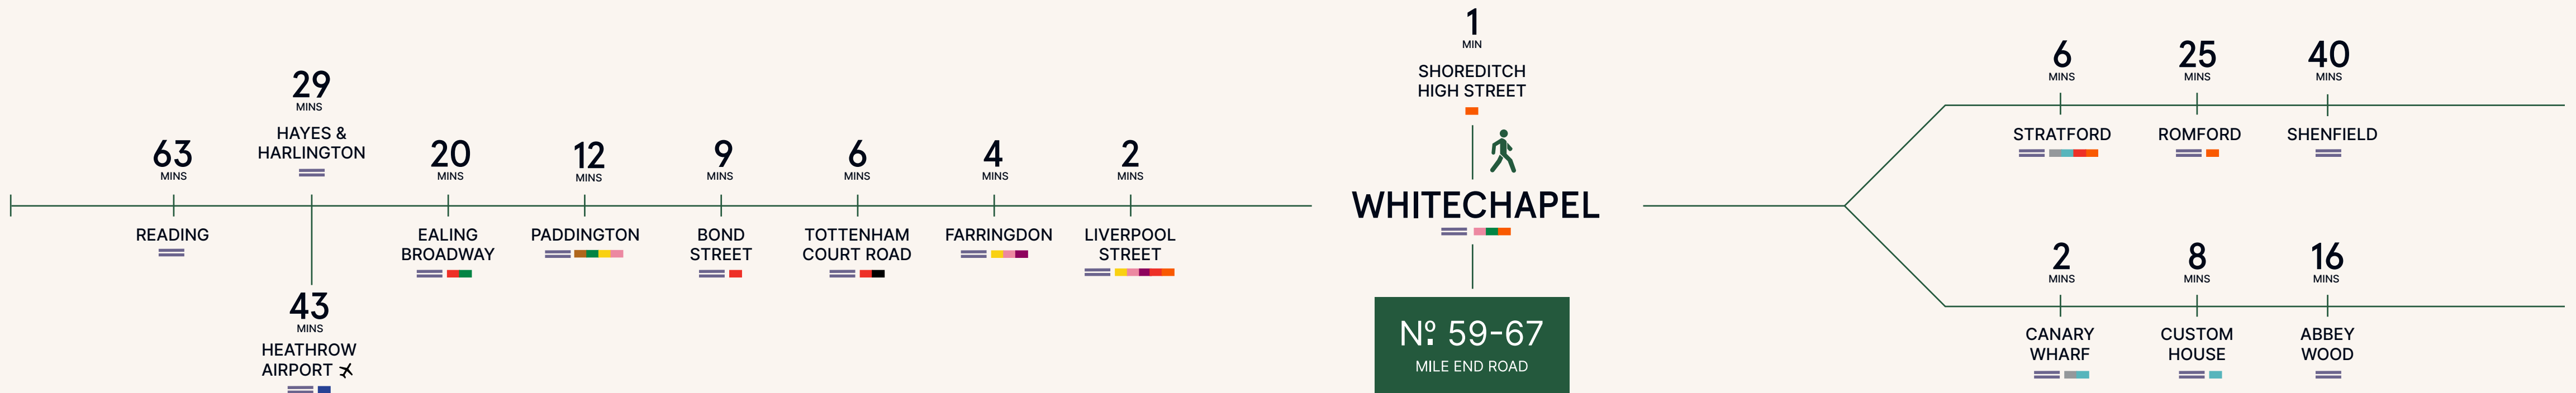 63
MINS
READING
29
MINS
HAYES &
HARLINGTON
43
MINS
HEATHROW
AIRPORT
20
MINS
EALING
BROADWAY
12
MINS
PADDINGTON
9
MINS
BOND
STREET
6
MINS
TOTTENHAM
COURT ROAD
4
MINS
FARRINGDON
2
MINS
LIVERPOOL
STREET
1
MIN
SHOREDITCH
HIGH STREET
WHITECHAPEL
Nº. 59-67
MILE END ROAD
6
MINS
STRATFORD
25
MINS
ROMFORD
40
MINS
SHENFIELD
2
MINS
CANARY
WHARF
8
MINS
CUSTOM
HOUSE
16
MINS
ABBEY
WOOD